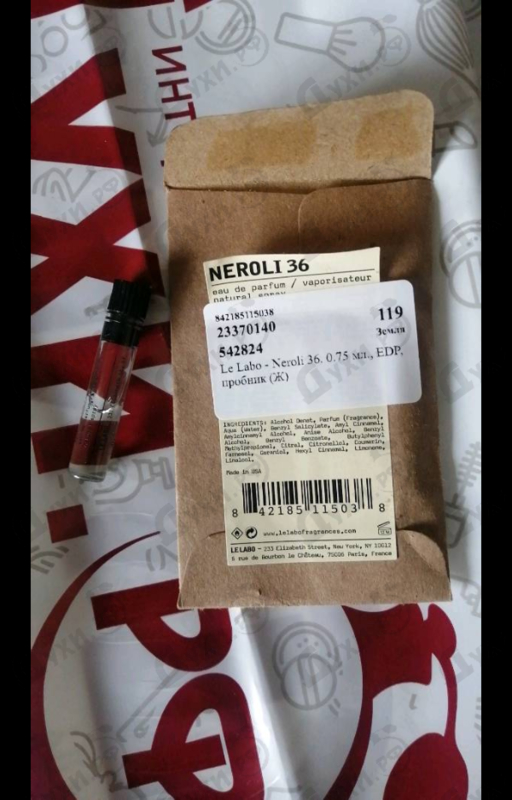 ИНТ
NEROLI 36
eau de parfum / vaporisateur
natural spray
842185115038
119
23370140
Земля
542824
Le Labo - Neroli 36. 0.75 мл., EDP,
пробник (Ж)
INGREDIENTS: Alcohol Denat, Parfum (Fragrance),
Aqua (Water), Benzyl Salicylate, Amyl Cinnamal,
Amylcinnamyl Alcohol, Anise Alcohol, Benzyl
Alcohol, Benzyl Benzoate, Butylphenyl
Methylpropional, Citral, Citronellol, Coumarin,
Farnesol, Geraniol, Hexyl Cinnamal, Limonene,
Linalool.
Made in USA
8 42185 11503 8
www.lelabofragrances.com
LE LABO - 233 Elizabeth Street, New York, NY 10012
6 rue de Bourbon le Château, 75006 Paris, France
.РФ